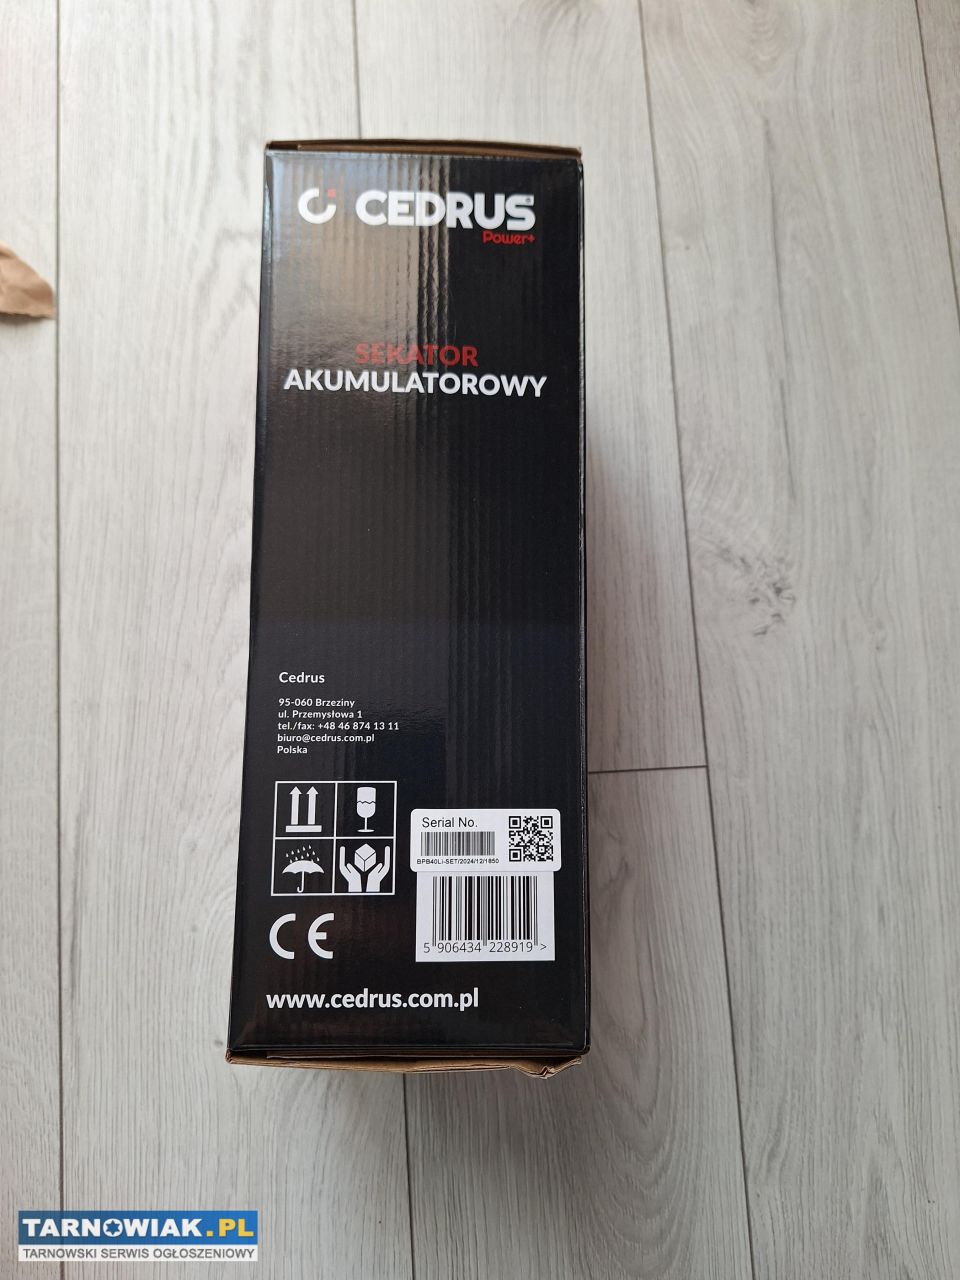 CEDRUS
Power+
SEKATOR
AKUMULATOROWY
Cedrus
95-060 Brzeziny
ul. Przemysłowa 1
tel./fax: +48 46 874 13 11
biuro@cedrus.com.pl
Polska
Serial No.
BPB40Li-SET/2024/12/1850
5 906434 228919 >
CE
www.cedrus.com.pl
TARNOWIAK.PL
TARNOWSKI SERWIS OGŁOSZENIOWY